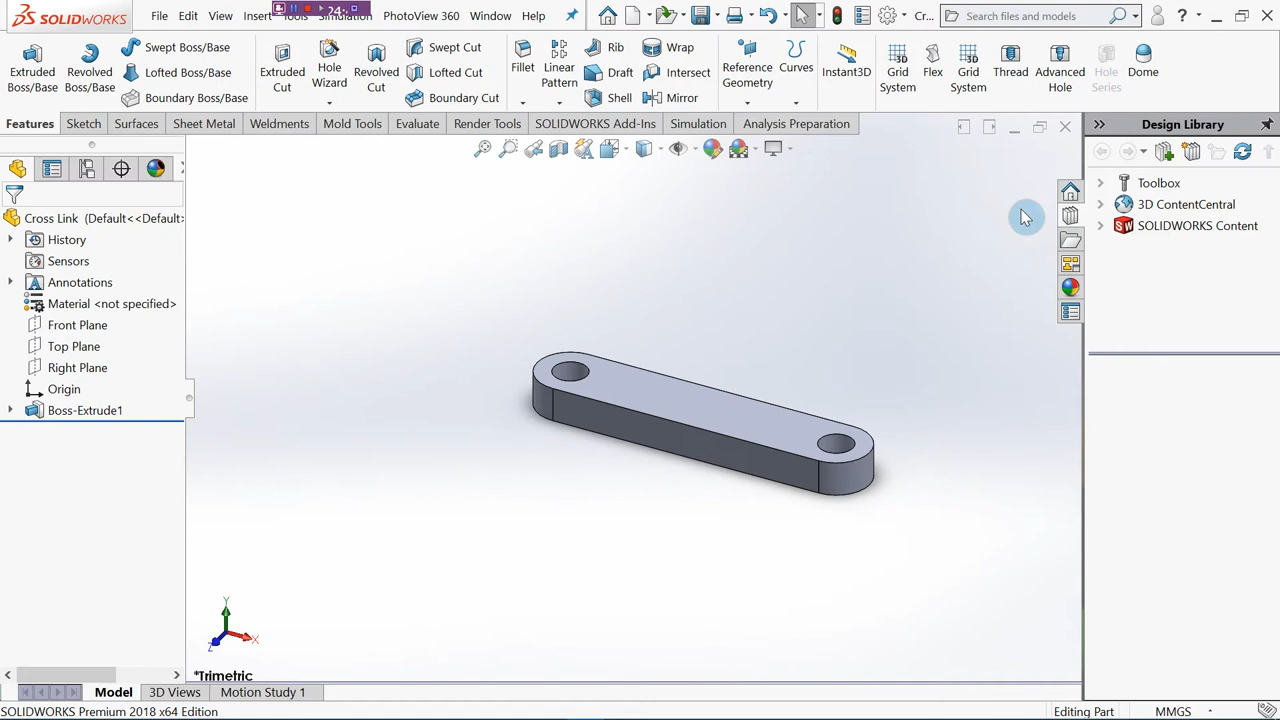 SOLIDWORKS File Edit View Insert Tools Simulation PhotoView 360 Window Help Cr... Search files and models ?
24:
Extruded Boss/Base
Revolved Boss/Base
Swept Boss/Base
Lofted Boss/Base
Boundary Boss/Base
Extruded Cut
Hole Wizard
Revolved Cut
Swept Cut
Lofted Cut
Boundary Cut
Fillet
Linear Pattern
Rib
Draft
Shell
Wrap
Intersect
Mirror
Reference Geometry
Curves
Instant3D
Grid System
Flex
Grid System
Thread
Advanced Hole
Hole Series
Dome
Features Sketch Surfaces Sheet Metal Weldments Mold Tools Evaluate Render Tools SOLIDWORKS Add-Ins Simulation Analysis Preparation
Cross Link (Default<<Default>
History
Sensors
Annotations
Material <not specified>
Front Plane
Top Plane
Right Plane
Origin
Boss-Extrude1
Design Library
Toolbox
3D ContentCentral
SOLIDWORKS Content
Y
X
Z
*Trimetric
Model 3D Views Motion Study 1
SOLIDWORKS Premium 2018 x64 Edition Editing Part MMGS